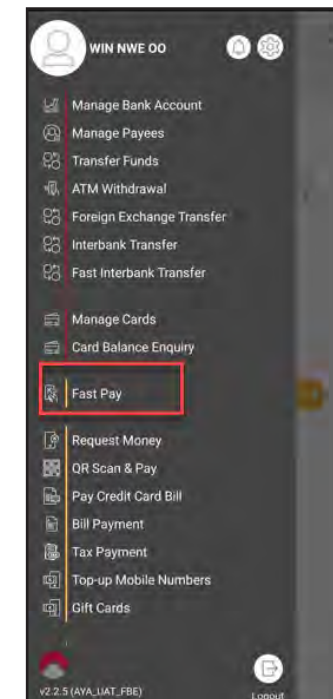 WIN NWE OO
Manage Bank Account
Manage Payees
Transfer Funds
ATM Withdrawal
Foreign Exchange Transfer
Interbank Transfer
Fast Interbank Transfer
Manage Cards
Card Balance Enquiry
Fast Pay
Request Money
QR Scan & Pay
Pay Credit Card Bill
Bill Payment
Tax Payment
Top-up Mobile Numbers
Gift Cards
v2.2.5 (AYA_UAT_FBE)
Logout